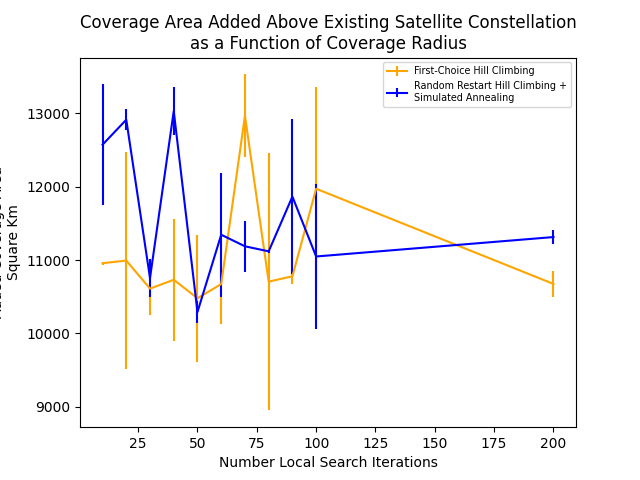 Coverage Area Added Above Existing Satellite Constellation
as a Function of Coverage Radius
First-Choice Hill Climbing
Random Restart Hill Climbing +
Simulated Annealing
13000
12000
11000
10000
9000
Square Km
25
50
75
100
125
150
175
200
Number Local Search Iterations